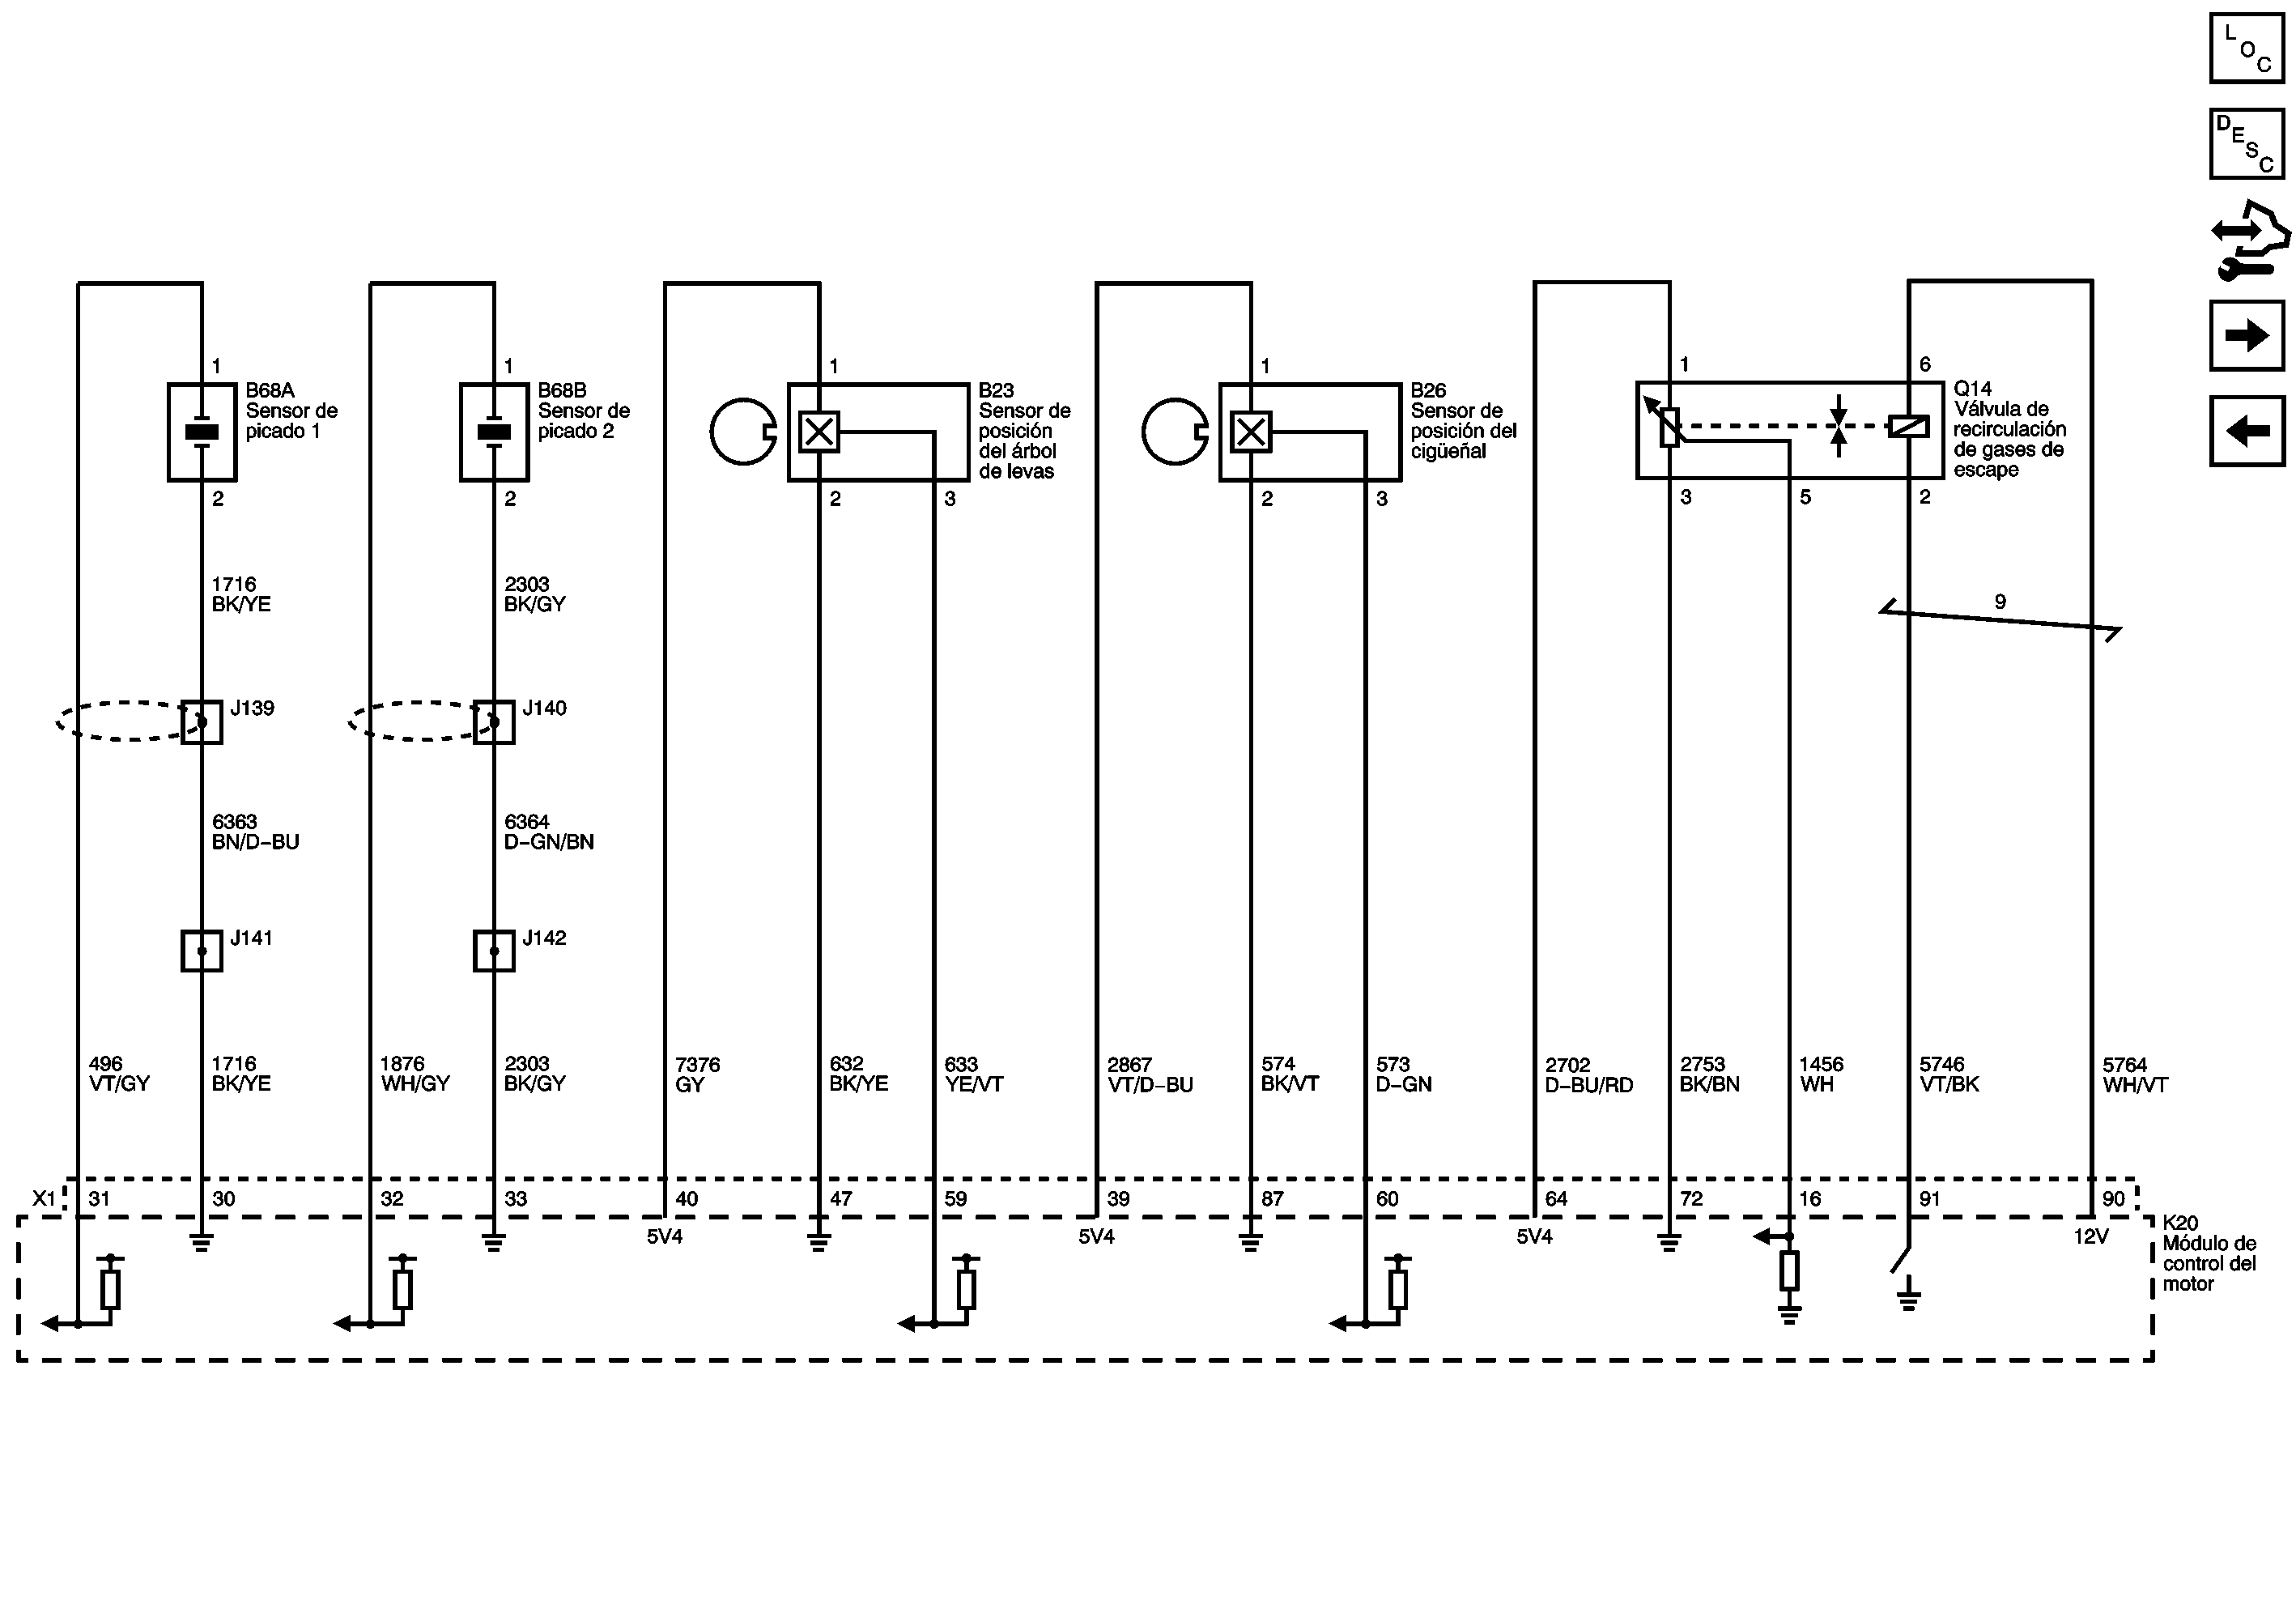 L
O
C
D
E
S
C
1
B68A
Sensor de
picado 1
2
1
B68B
Sensor de
picado 2
2
1
B23
Sensor de
posición
del árbol
de levas
2
3
1
B26
Sensor de
posición del
cigüeñal
2
3
1
6
Q14
Válvula de
recirculación
de gases de
escape
3
5
2
1716
BK/YE
2303
BK/GY
9
J139
J140
6363
BN/D-BU
6364
D-GN/BN
J141
J142
496
VT/GY
1716
BK/YE
1876
WH/GY
2303
BK/GY
7376
GY
632
BK/YE
633
YE/VT
2867
VT/D-BU
574
BK/VT
573
D-GN
2702
D-BU/RD
2753
BK/BN
1456
WH
5746
VT/BK
5764
WH/VT
X1
31
30
32
33
40
47
59
39
87
60
64
72
16
91
90
5V4
5V4
5V4
12V
K20
Módulo de
control del
motor